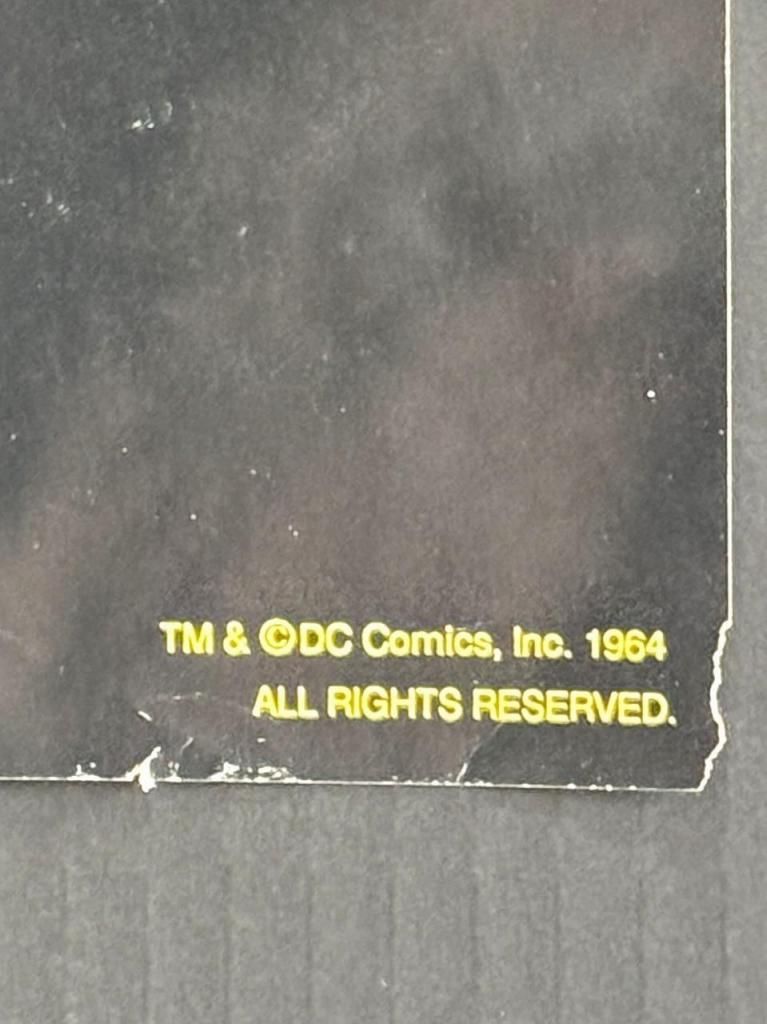 TM & ©DC Comics, Inc. 1964
ALL RIGHTS RESERVED.